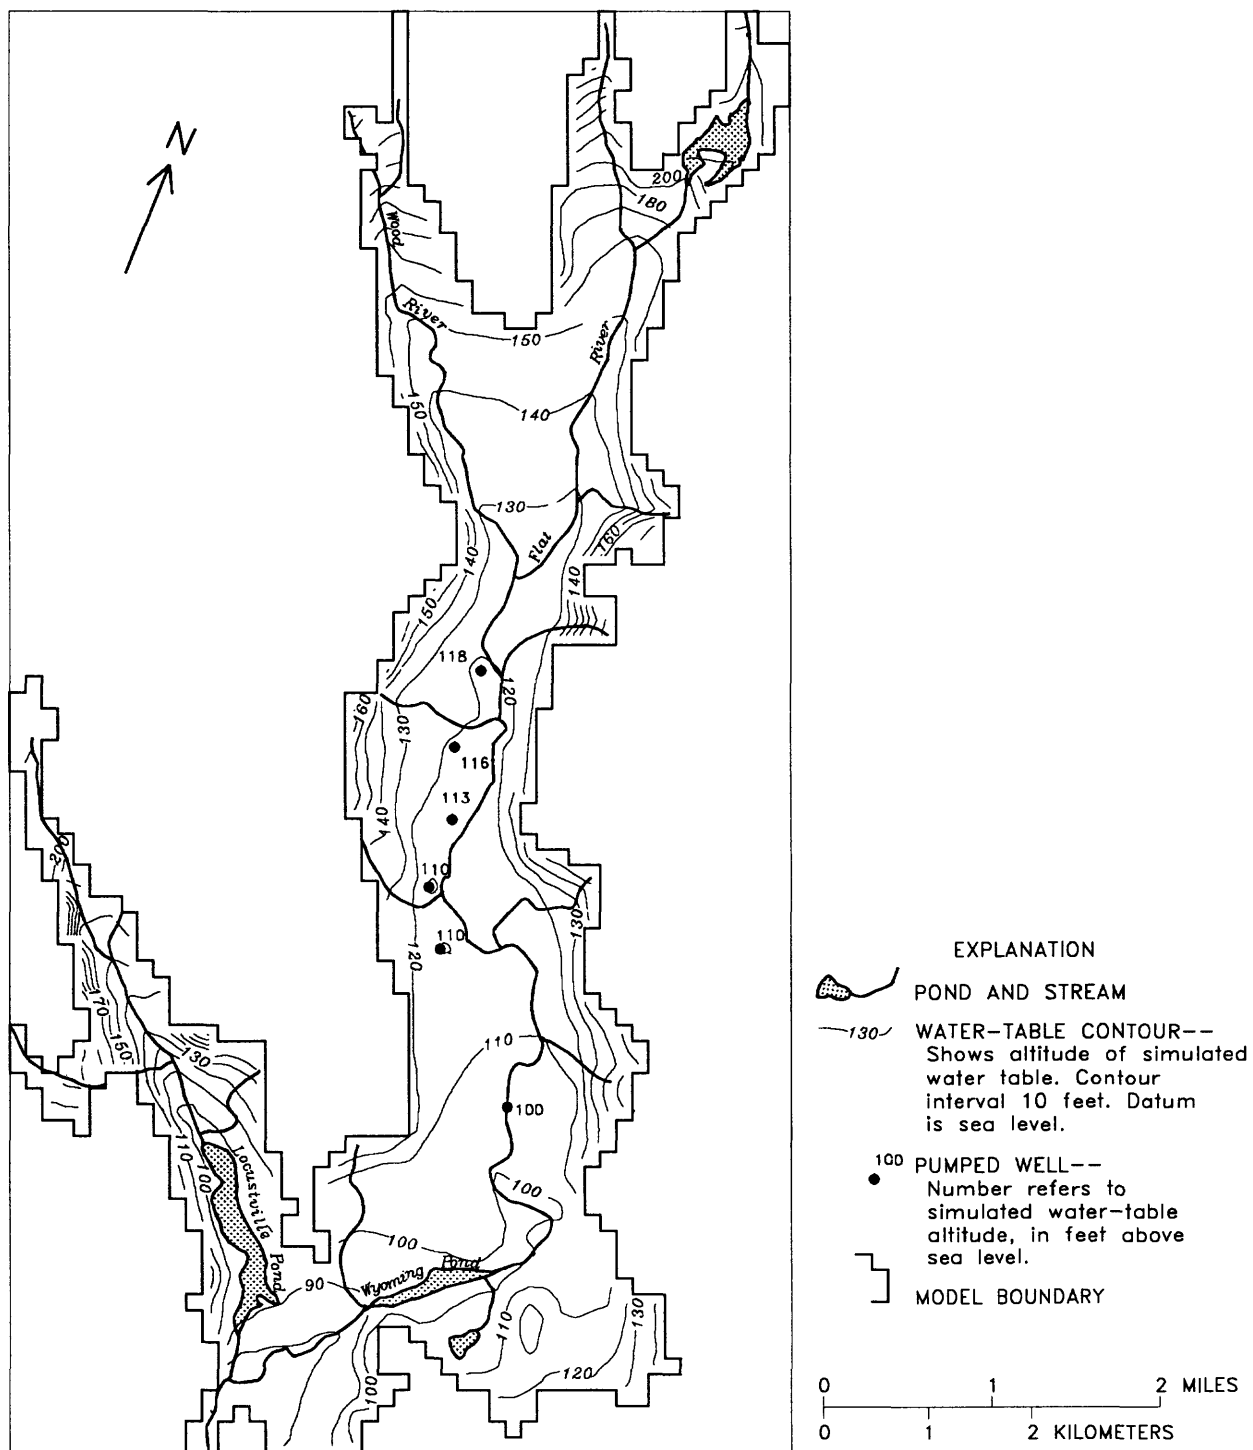 N
200
180
Wood
River
River
150
150
140
130
Flat
160
140
140
150
118
120
160
130
116
113
140
110
200
130
110
120
170
150
130
110
100
110
100
Locustville Pond
100
100
90
Wyoming Pond
110
130
120
100
EXPLANATION
POND AND STREAM
130 WATER-TABLE CONTOUR--
Shows altitude of simulated
water table. Contour
interval 10 feet. Datum
is sea level.
100 PUMPED WELL--
Number refers to
simulated water-table
altitude, in feet above
sea level.
MODEL BOUNDARY
0 1 2 MILES
0 1 2 KILOMETERS